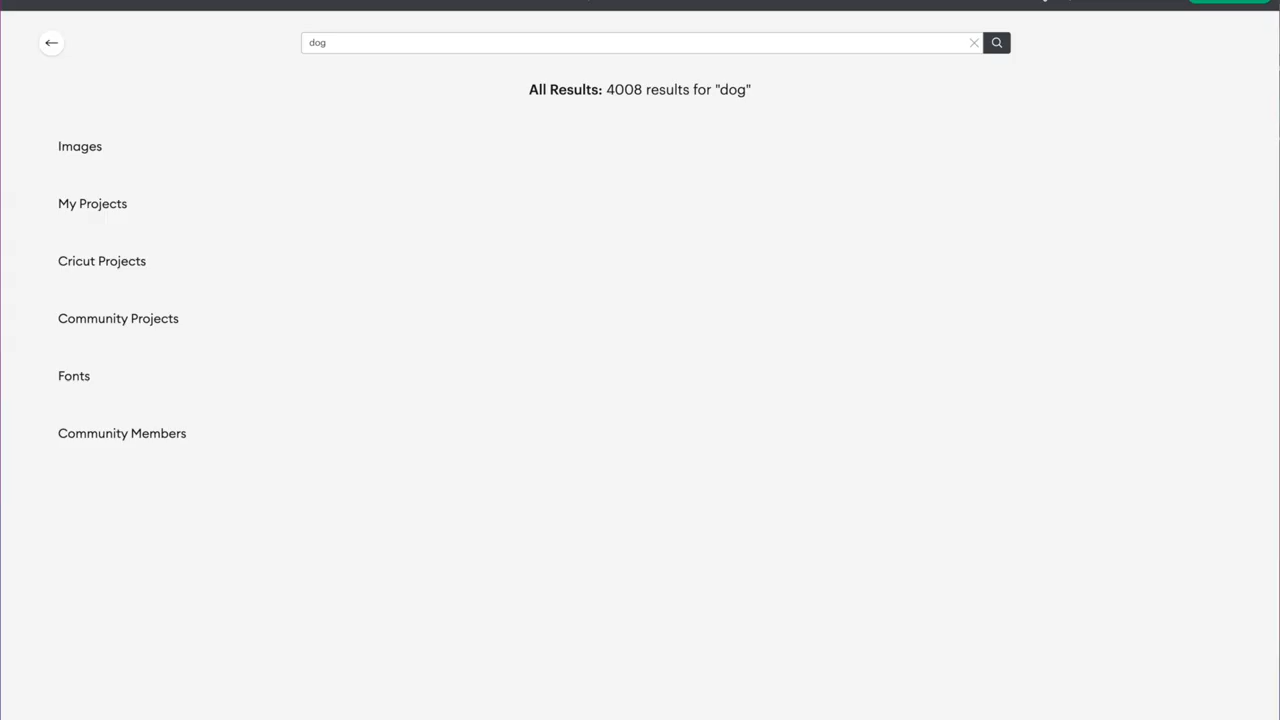 dog
All Results: 4008 results for "dog"
Images
My Projects
Cricut Projects
Community Projects
Fonts
Community Members